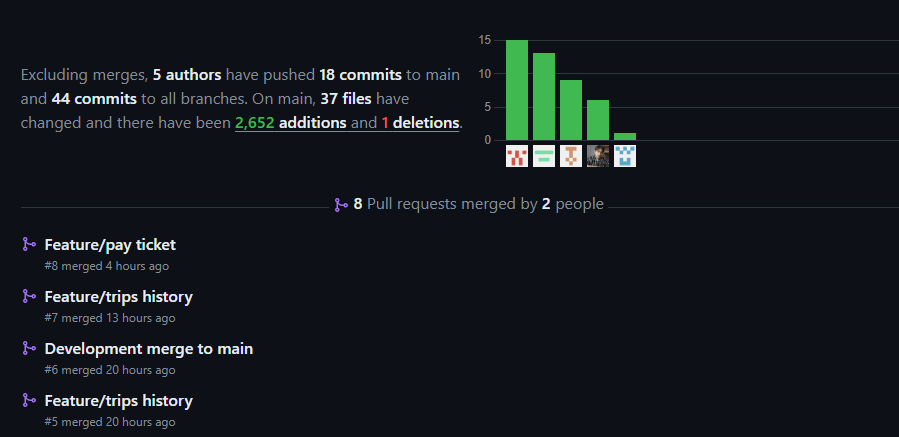 Excluding merges, 5 authors have pushed 18 commits to main
and 44 commits to all branches. On main, 37 files have
changed and there have been 2,652 additions and 1 deletions.
15
10
5
0
8 Pull requests merged by 2 people
Feature/pay ticket
#8 merged 4 hours ago
Feature/trips history
#7 merged 13 hours ago
Development merge to main
#6 merged 20 hours ago
Feature/trips history
#5 merged 20 hours ago